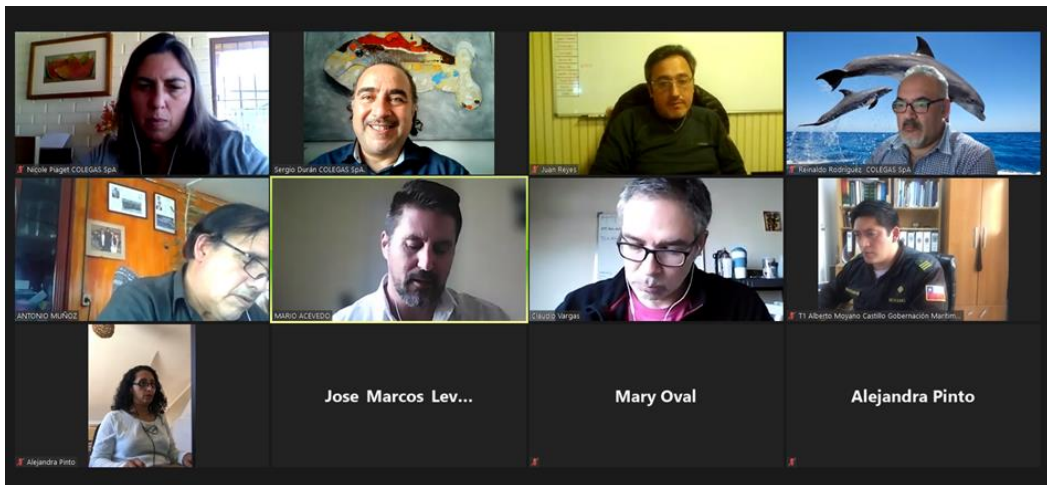 Nicole Piaget COLEGAS SpA
Sergio Durán COLEGAS SpA.
Juan Reyes
Reinaldo Rodríguez COLEGAS SpA
ANTONIO MUÑOZ
MARIO ACEVEDO
Claudio Vargas
T1 Alberto Moyano Castillo Gobernación Marítim...
Alejandra Pinto
Jose Marcos Lev...
Mary Oval
Alejandra Pinto